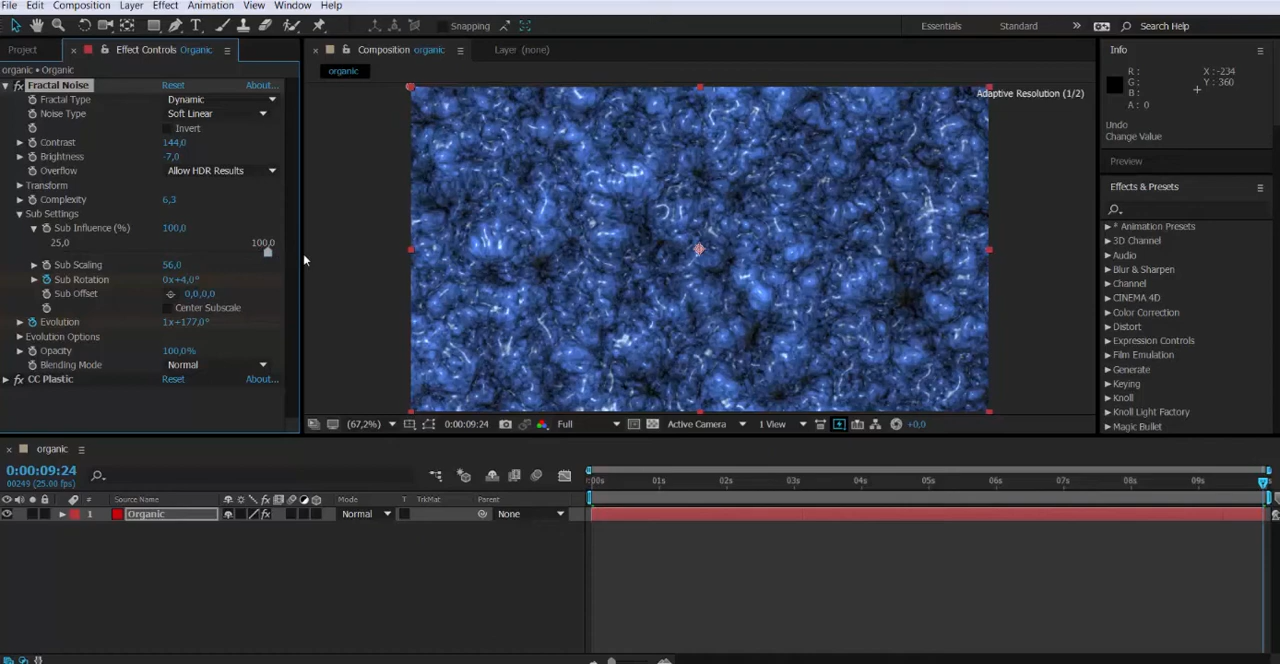 File Edit Composition Layer Effect Animation View Window Help
Snapping
Essentials Standard Search Help
Project Effect Controls Organic
Composition organic Layer (none)
Info
organic • Organic
organic
Fractal Noise Reset About...
Fractal Type Dynamic
Noise Type Soft Linear
Invert
Contrast 144,0
Brightness -7,0
Overflow Allow HDR Results
Transform
Complexity 6,3
Sub Settings
Sub Influence (%) 100,0
25,0 100,0
Sub Scaling 56,0
Sub Rotation 0x+4,0°
Sub Offset 0,0,0,0
Center Subscale
Evolution 1x+177,0°
Evolution Options
Opacity 100,0%
Blending Mode Normal
CC Plastic Reset About...
Adaptive Resolution (1/2)
(67,2%) 0:00:09:24 Full Active Camera 1 View +0,0
R : X : -234
G : Y : 360
B :
A : 0
Undo
Change Value
Preview
Effects & Presets
* Animation Presets
3D Channel
Audio
Blur & Sharpen
Channel
CINEMA 4D
Color Correction
Distort
Expression Controls
Film Emulation
Generate
Keying
Knoll
Knoll Light Factory
Magic Bullet
organic
0:00:09:24
00249 (25.00 fps)
:00s 01s 02s 03s 04s 05s 06s 07s 08s 09s
# Source Name Mode T TrkMat Parent
1 Organic Normal None